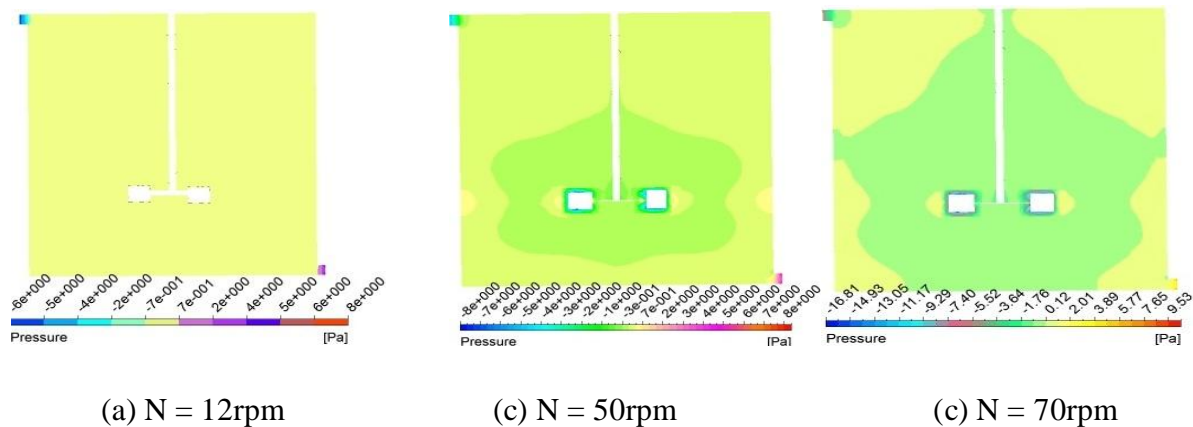 -6e+000 -5e+000 -4e+000 -2e+000 -7e-001 7e-001 2e+000 4e+000 5e+000 6e+000 8e+000
Pressure [Pa]
-8e+000 -7e+000 -6e+000 -5e+000 -4e+000 -3e+000 -2e+000 -3e-001 7e-001 2e+000 3e+000 4e+000 5e+000 7e+000 8e+000
Pressure [Pa]
-16.81 -14.93 -13.05 -11.17 -9.29 -7.40 -5.52 -3.64 -1.76 0.12 2.01 3.89 5.77 7.65 9.53
Pressure [Pa]
(a) N = 12rpm (c) N = 50rpm (c) N = 70rpm